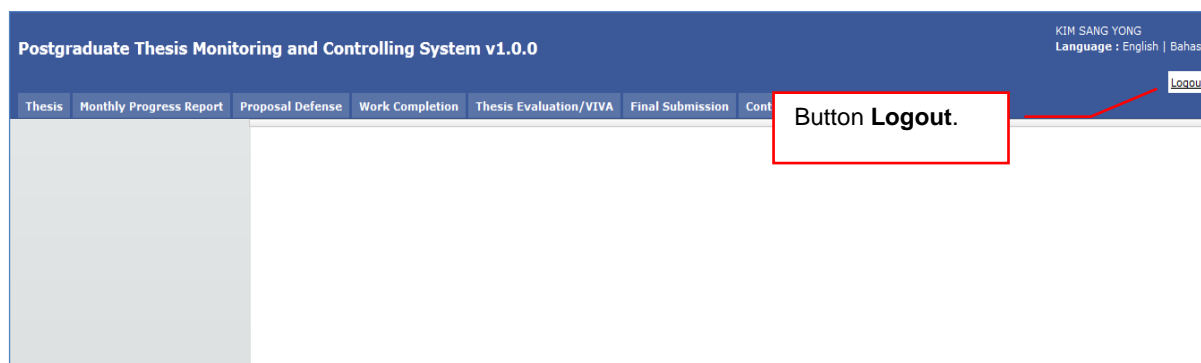 KIM SANG YONG
Postgraduate Thesis Monitoring and Controlling System v1.0.0
Language : English | Bahas
Logou
Thesis Monthly Progress Report Proposal Defense Work Completion Thesis Evaluation/VIVA Final Submission Cont
Button Logout.